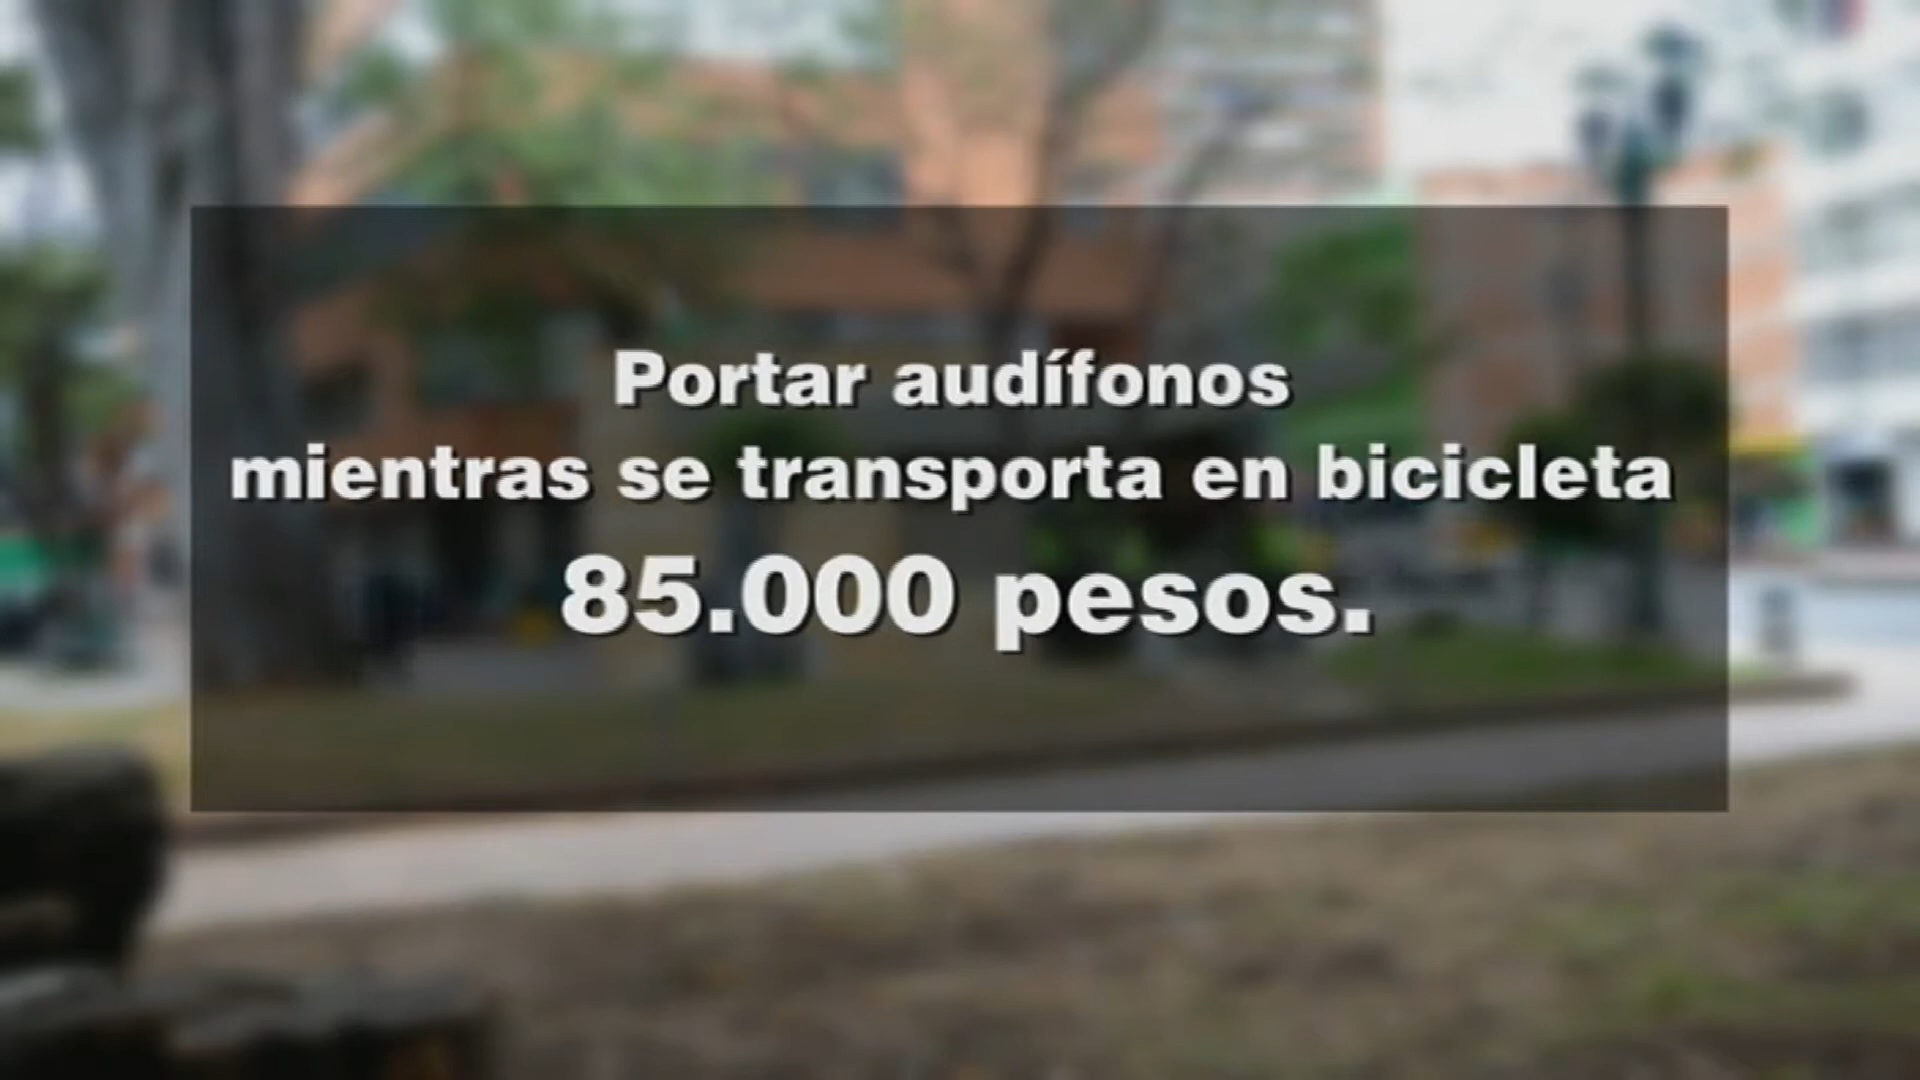 Portar audífonos
mientras se transporta en bicicleta
85.000 pesos.